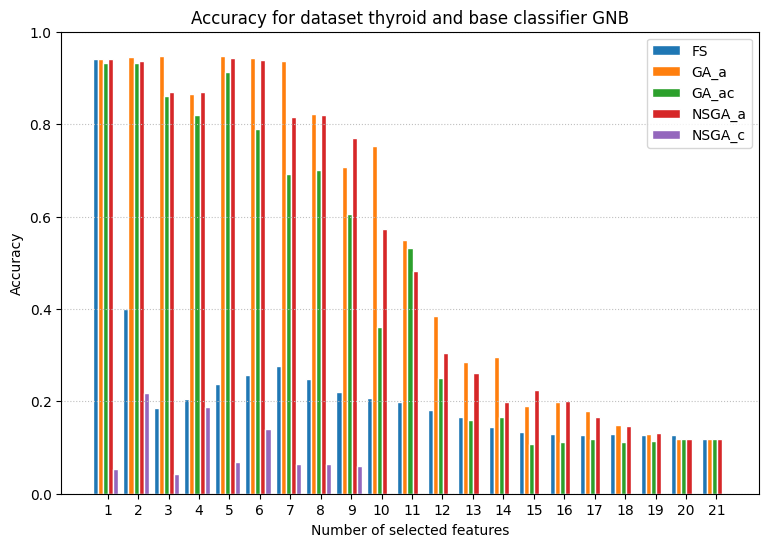 Accuracy for dataset thyroid and base classifier GNB
FS
GA_a
GA_ac
NSGA_a
NSGA_c
1.0
0.8
0.6
0.4
0.2
0.0
Accuracy
1 2 3 4 5 6 7 8 9 10 11 12 13 14 15 16 17 18 19 20 21
Number of selected features